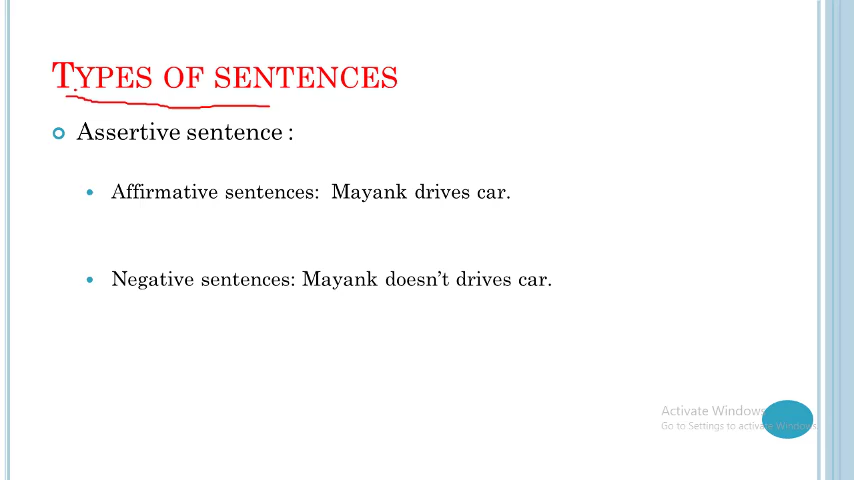 TYPES OF SENTENCES
Assertive sentence :
Affirmative sentences: Mayank drives car.
Negative sentences: Mayank doesn't drives car.
Activate Windows
Go to Settings to activate Windows